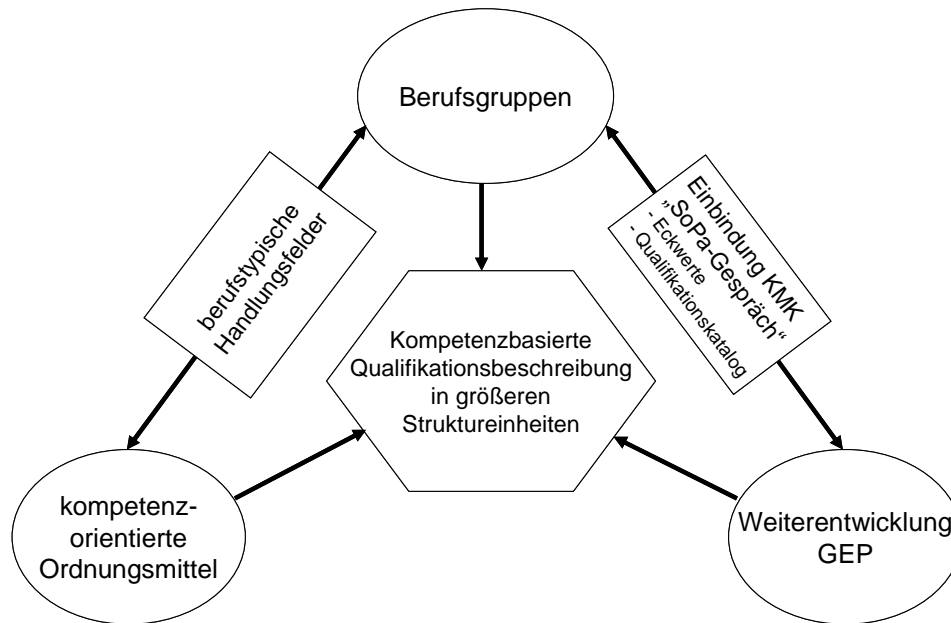 Berufsgruppen
berufstypische
Handlungsfelder
Einbindung KMK
„SoPa-Gespräch“
- Eckwerte
- Qualifikationskatalog
Kompetenzbasierte
Qualifikationsbeschreibung
in größeren
Struktureinheiten
kompetenz-
orientierte
Ordnungsmittel
Weiterentwicklung
GEP